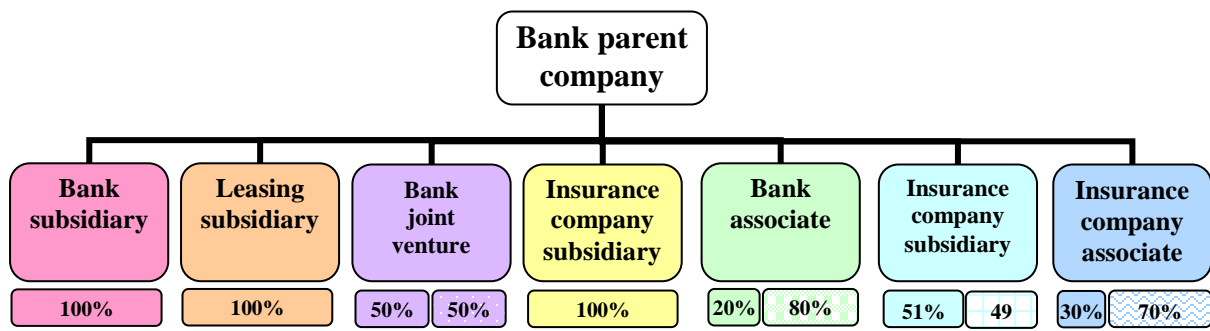 Bank parent
company
Bank
subsidiary
Leasing
subsidiary
Bank
joint
venture
Insurance
company
subsidiary
Bank
associate
Insurance
company
subsidiary
Insurance
company
associate
100%
100%
50% 50%
100%
20% 80%
51% 49
30% 70%